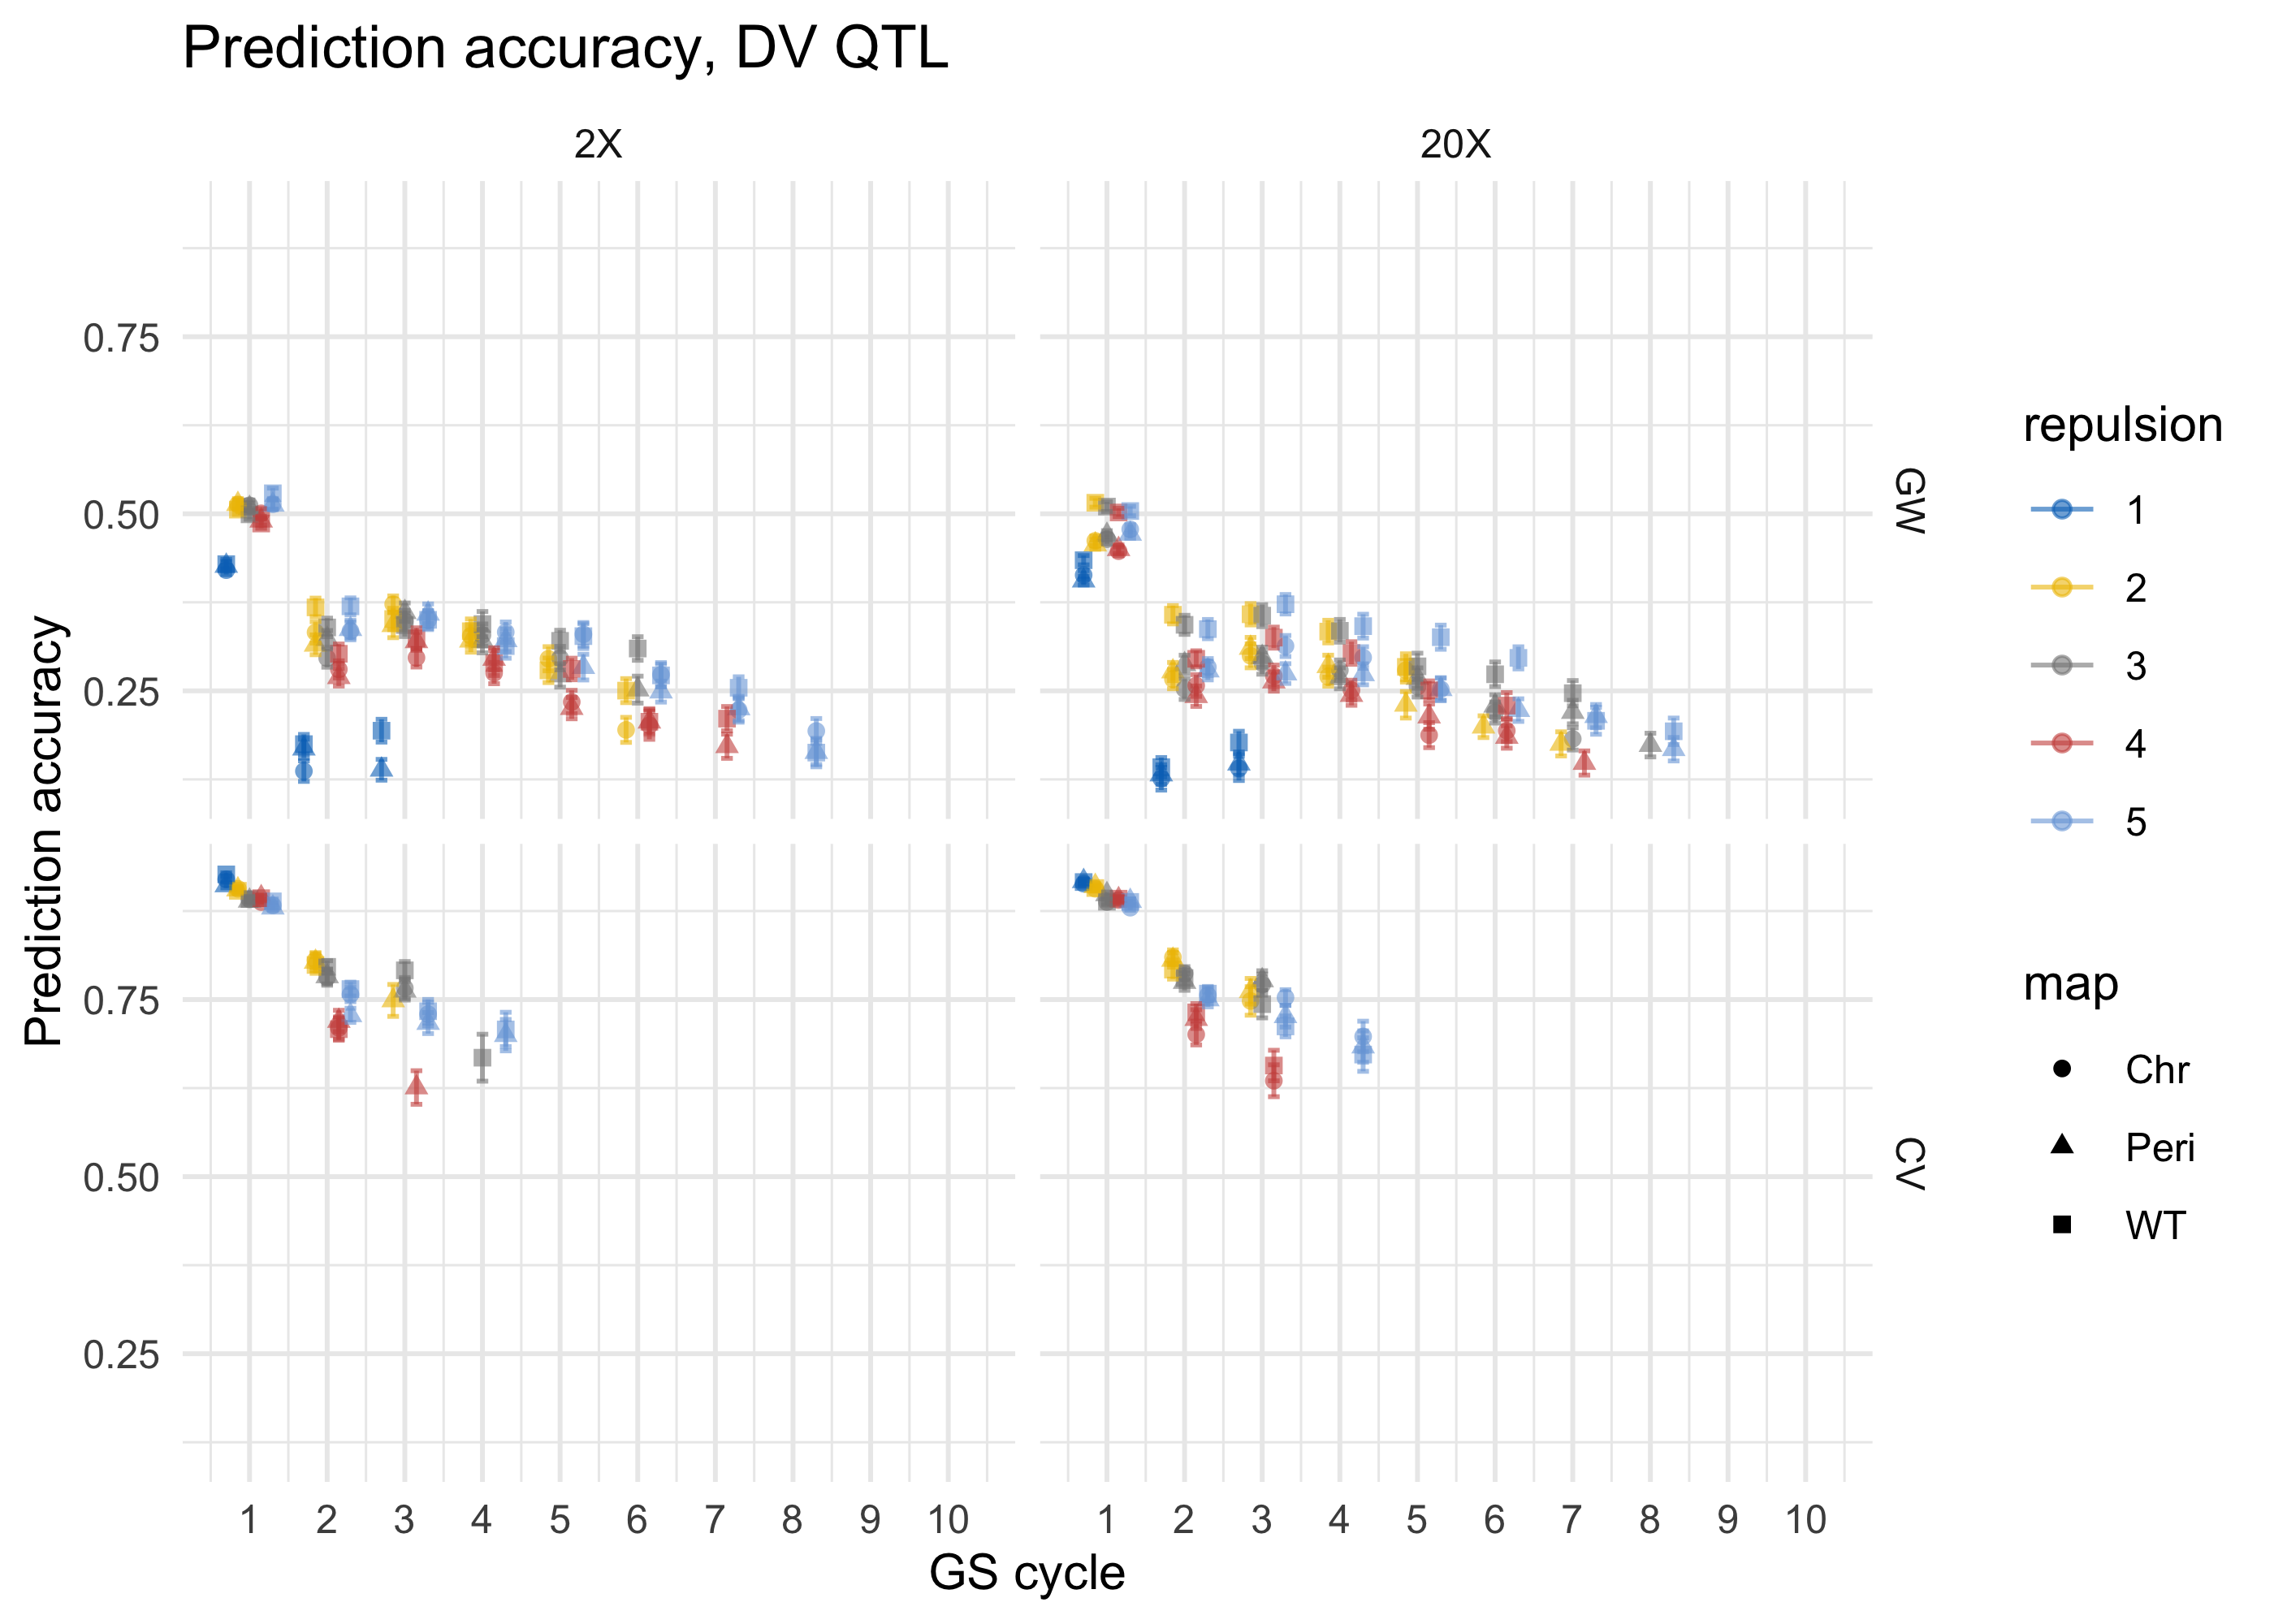 Prediction accuracy, DV QTL
2X
20X
0.75
0.50
0.25
GW
0.75
0.50
0.25
CV
Prediction accuracy
1 2 3 4 5 6 7 8 9 10
1 2 3 4 5 6 7 8 9 10
GS cycle
repulsion
1
2
3
4
5
map
Chr
Peri
WT